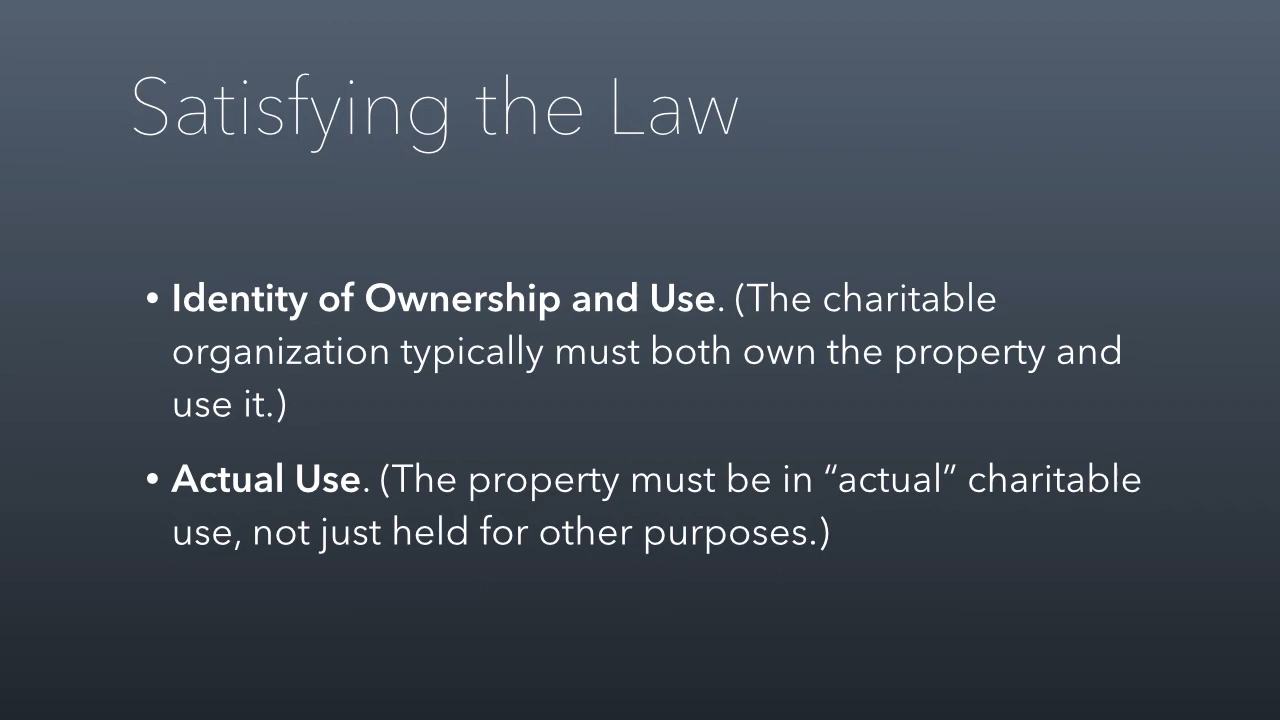 Satisfying the Law
• Identity of Ownership and Use. (The charitable
organization typically must both own the property and
use it.)
• Actual Use. (The property must be in “actual” charitable
use, not just held for other purposes.)